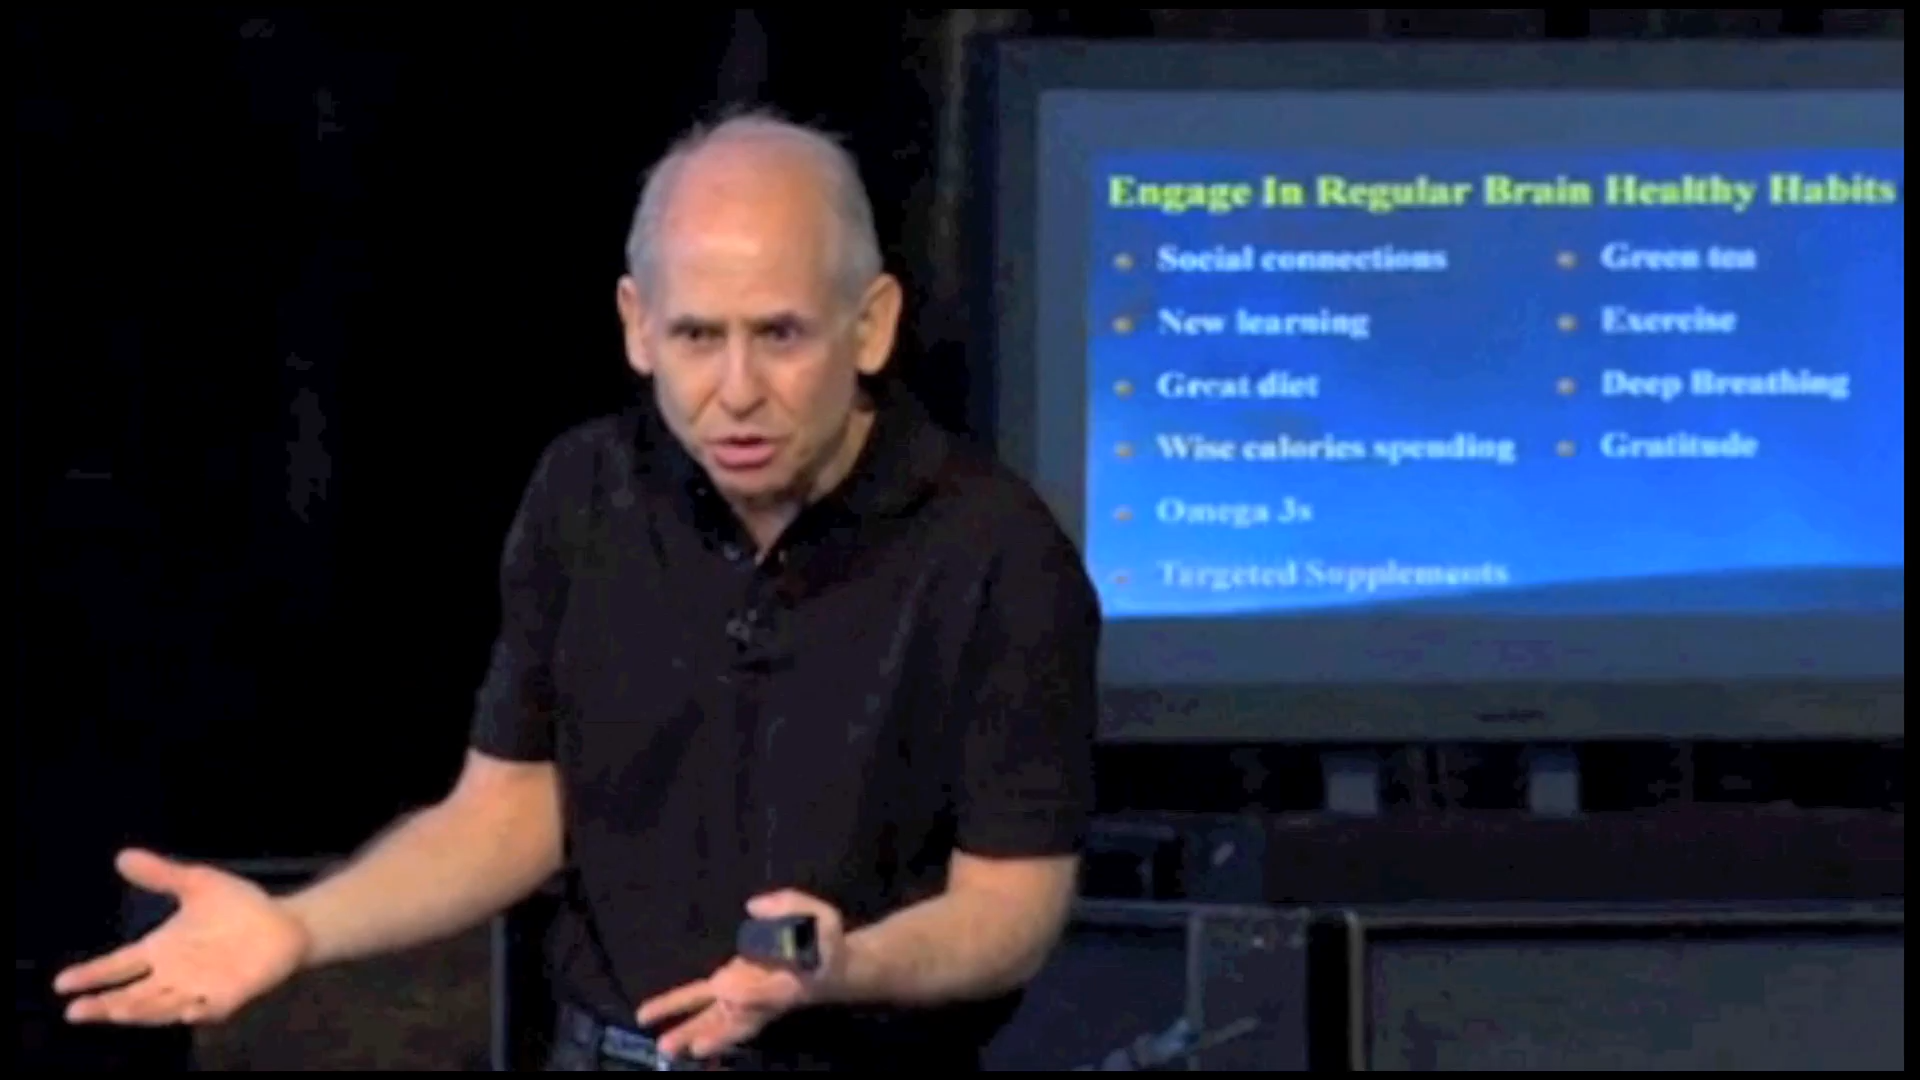 Engage In Regular Brain Healthy Habits
Social connections
New learning
Great diet
Wise calories spending
Omega 3s
Targeted Supplements
Green tea
Exercise
Deep Breathing
Gratitude